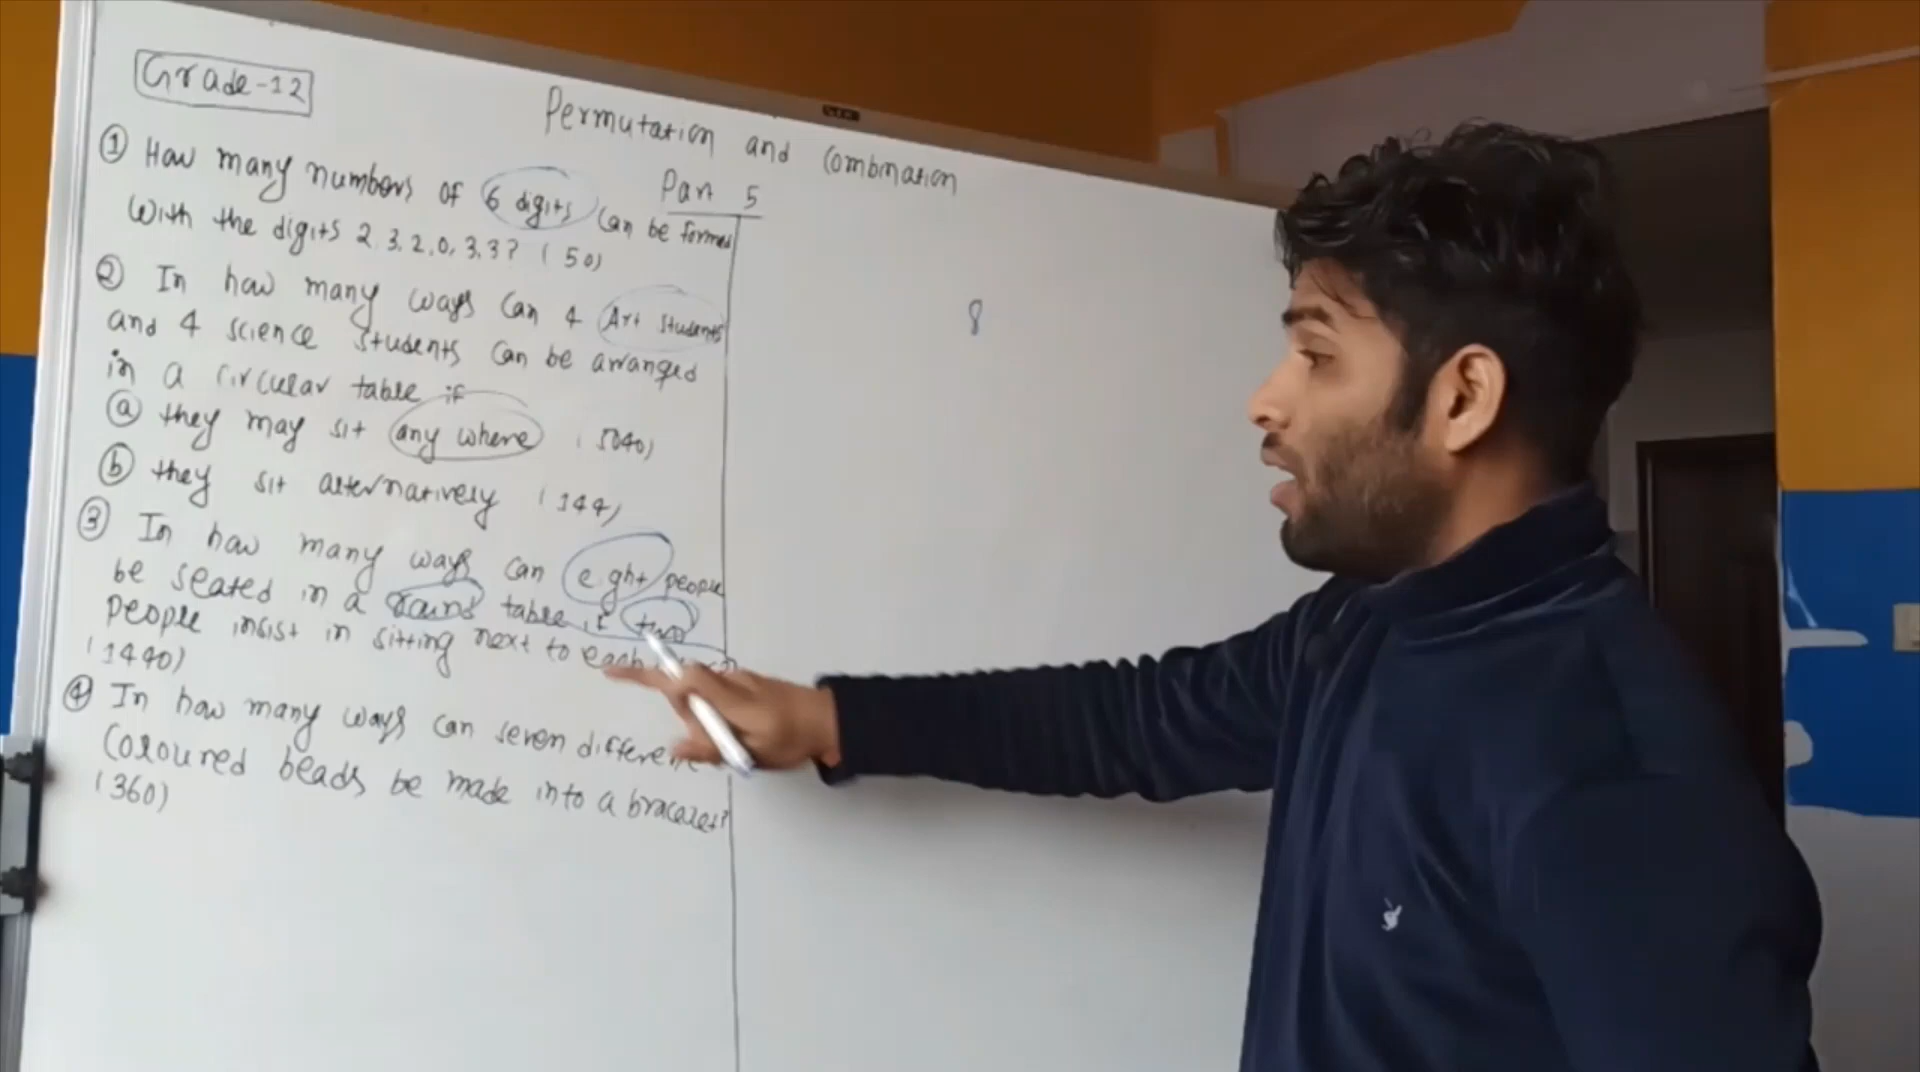 Grade-12
Permutation and Combination
Part 5
① How many numbers of 6 digits can be formed
with the digits 2,3,2,0,3,3? (50)
② In how many ways can 4 Art students
and 4 science students can be arranged
in a circular table if
ⓐ they may sit any where (5040)
ⓑ they sit alternatively (144)
③ In how many ways can eght people
be seated in a round table if two
people insist in sitting next to each
(1440)
④ In how many ways can seven different
coloured beads be made into a bracelet?
(360)
8